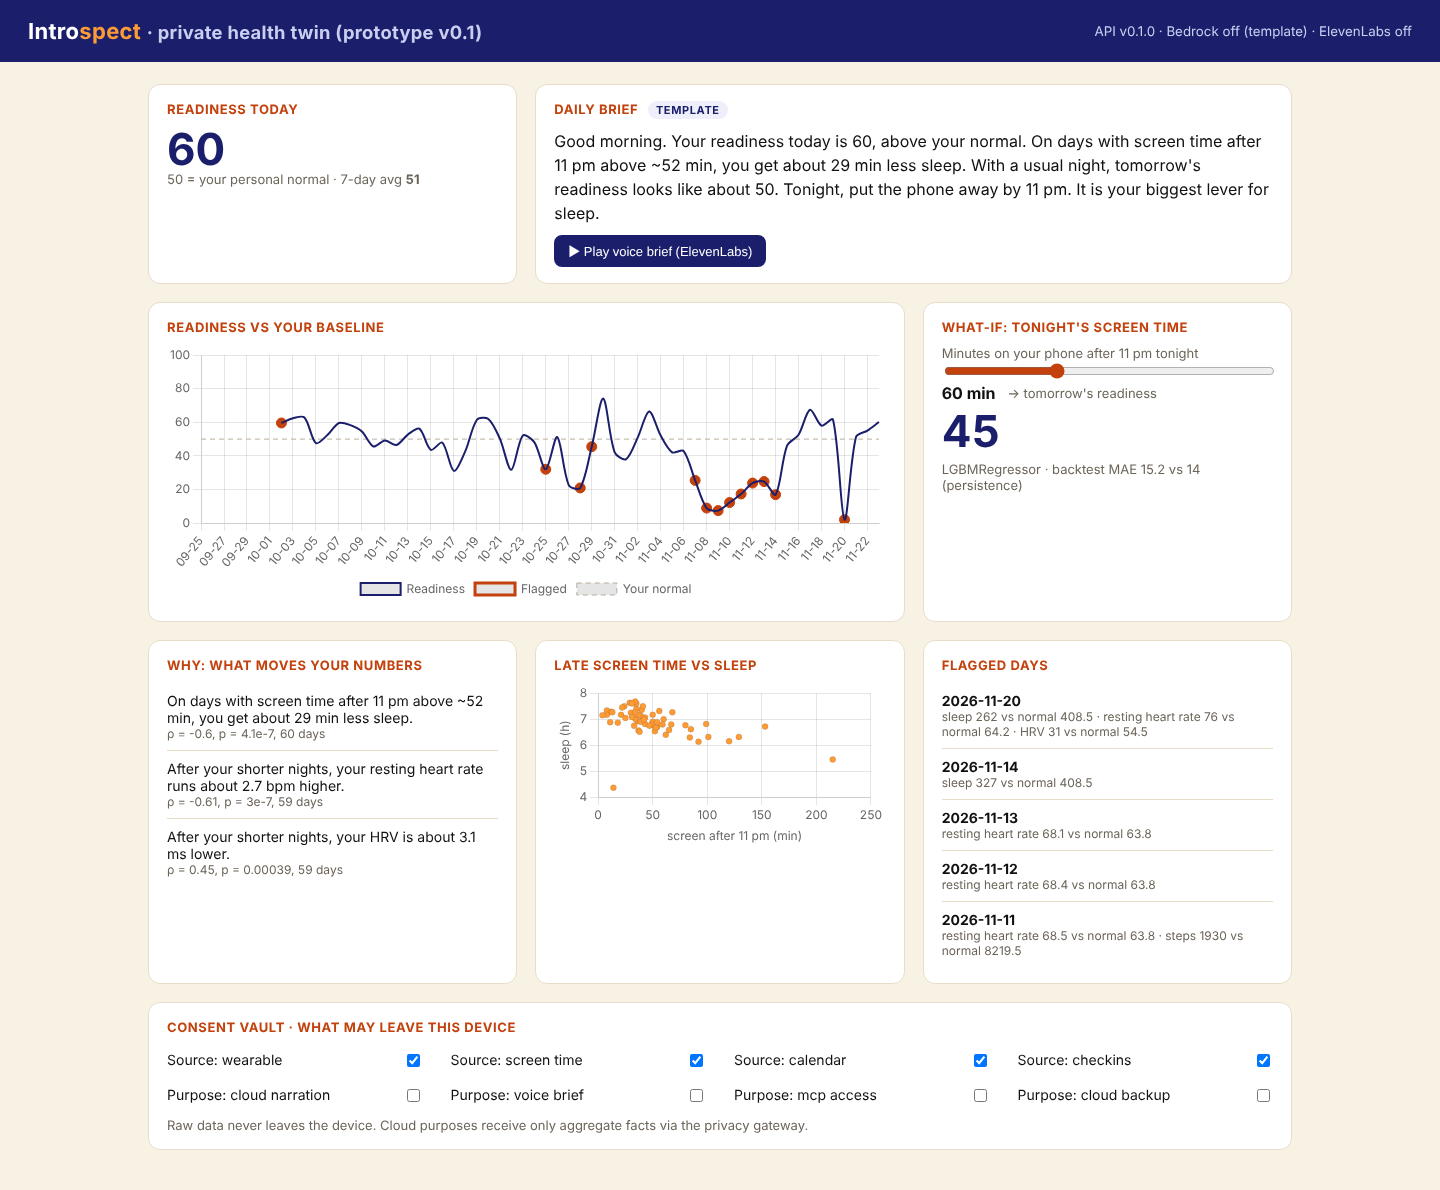 Introspect · private health twin (prototype v0.1)
API v0.1.0 · Bedrock off (template) · ElevenLabs off
READINESS TODAY
60
50 = your personal normal · 7-day avg 51
DAILY BRIEF TEMPLATE
Good morning. Your readiness today is 60, above your normal. On days with screen time after
11 pm above ~52 min, you get about 29 min less sleep. With a usual night, tomorrow's
readiness looks like about 50. Tonight, put the phone away by 11 pm. It is your biggest lever for
sleep.
▶ Play voice brief (ElevenLabs)
READINESS VS YOUR BASELINE
100
80
60
40
20
0
09-25 09-27 09-29 10-01 10-03 10-05 10-07 10-09 10-11 10-13 10-15 10-17 10-19 10-21 10-23 10-25 10-27 10-29 10-31 11-02 11-04 11-06 11-08 11-10 11-12 11-14 11-16 11-18 11-20 11-22
Readiness Flagged Your normal
WHAT-IF: TONIGHT'S SCREEN TIME
Minutes on your phone after 11 pm tonight
60 min → tomorrow's readiness
45
LGBMRegressor · backtest MAE 15.2 vs 14
(persistence)
WHY: WHAT MOVES YOUR NUMBERS
On days with screen time after 11 pm above ~52
min, you get about 29 min less sleep.
ρ = -0.6, p = 4.1e-7, 60 days
After your shorter nights, your resting heart rate
runs about 2.7 bpm higher.
ρ = -0.61, p = 3e-7, 59 days
After your shorter nights, your HRV is about 3.1
ms lower.
ρ = 0.45, p = 0.00039, 59 days
LATE SCREEN TIME VS SLEEP
sleep (h)
8
7
6
5
4
0 50 100 150 200 250
screen after 11 pm (min)
FLAGGED DAYS
2026-11-20
sleep 262 vs normal 408.5 · resting heart rate 76 vs
normal 64.2 · HRV 31 vs normal 54.5
2026-11-14
sleep 327 vs normal 408.5
2026-11-13
resting heart rate 68.1 vs normal 63.8
2026-11-12
resting heart rate 68.4 vs normal 63.8
2026-11-11
resting heart rate 68.5 vs normal 63.8 · steps 1930 vs
normal 8219.5
CONSENT VAULT · WHAT MAY LEAVE THIS DEVICE
Source: wearable Source: screen time Source: calendar Source: checkins
Purpose: cloud narration Purpose: voice brief Purpose: mcp access Purpose: cloud backup
Raw data never leaves the device. Cloud purposes receive only aggregate facts via the privacy gateway.